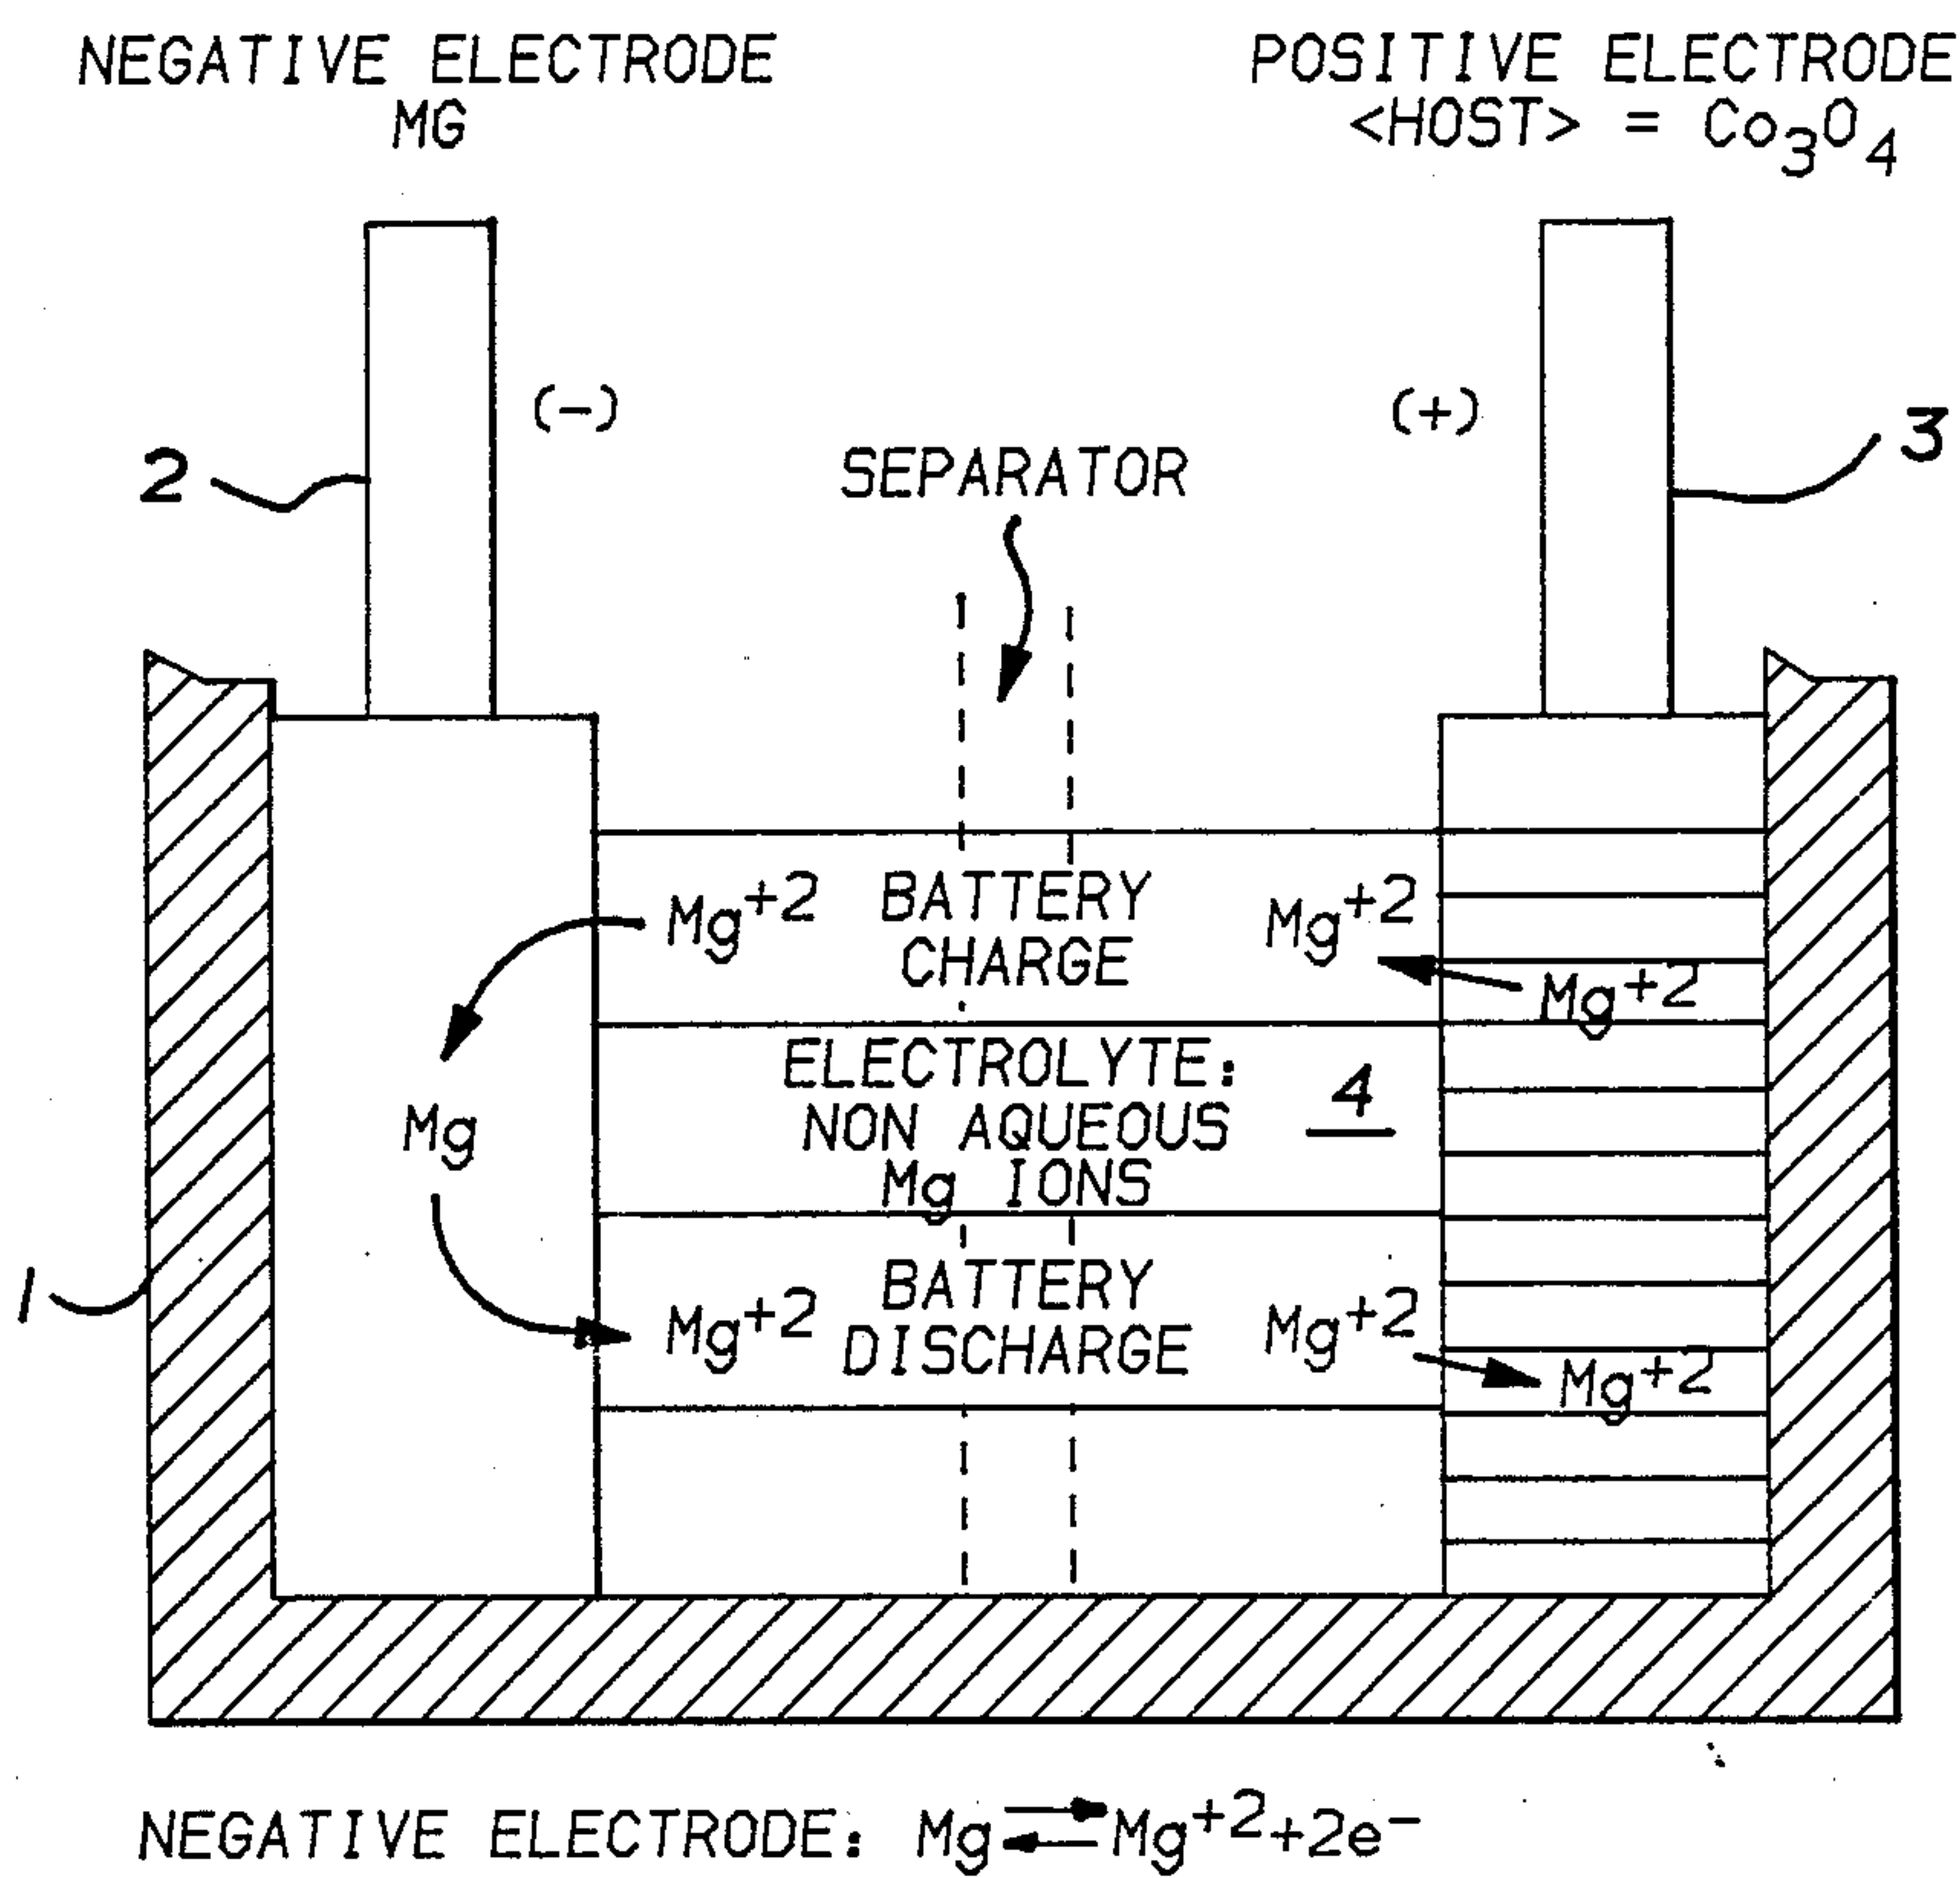 NEGATIVE ELECTRODE
MG
POSITIVE ELECTRODE
<HOST> = Co₃O₄
(-)
(+)
2
3
SEPARATOR
Mg⁺²
BATTERY
CHARGE
Mg⁺²
Mg⁺²
Mg
ELECTROLYTE:
NON AQUEOUS
Mg IONS
4
1
Mg⁺²
BATTERY
DISCHARGE
Mg⁺²
Mg⁺²
NEGATIVE ELECTRODE: Mg⇄Mg⁺²+2e⁻